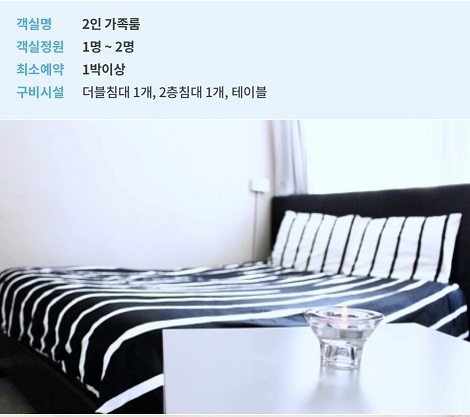 객실명 2인 가족룸
객실정원 1명 ~ 2명
최소예약 1박이상
구비시설 더블침대 1개, 2층침대 1개, 테이블